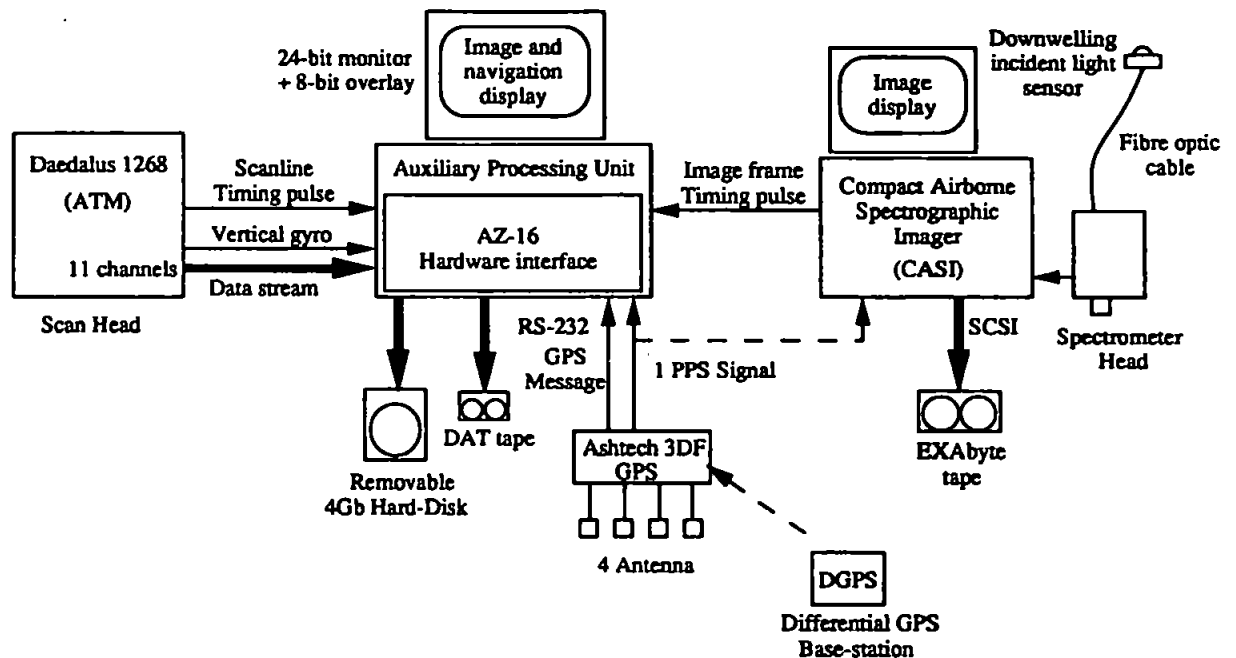 24-bit monitor
+ 8-bit overlay
Image and
navigation
display
Image
display
Downwelling
incident light
sensor
Fibre optic
cable
Daedalus 1268
(ATM)
11 channels
Scan Head
Scanline
Timing pulse
Vertical gyro
Data stream
Auxiliary Processing Unit
AZ-16
Hardware interface
Image frame
Timing pulse
Compact Airborne
Spectrographic
Imager
(CASI)
Spectrometer
Head
RS-232
GPS
Message
1 PPS Signal
SCSI
Removable
4Gb Hard-Disk
DAT tape
Ashtech 3DF
GPS
4 Antenna
EXAbyte
tape
DGPS
Differential GPS
Base-station